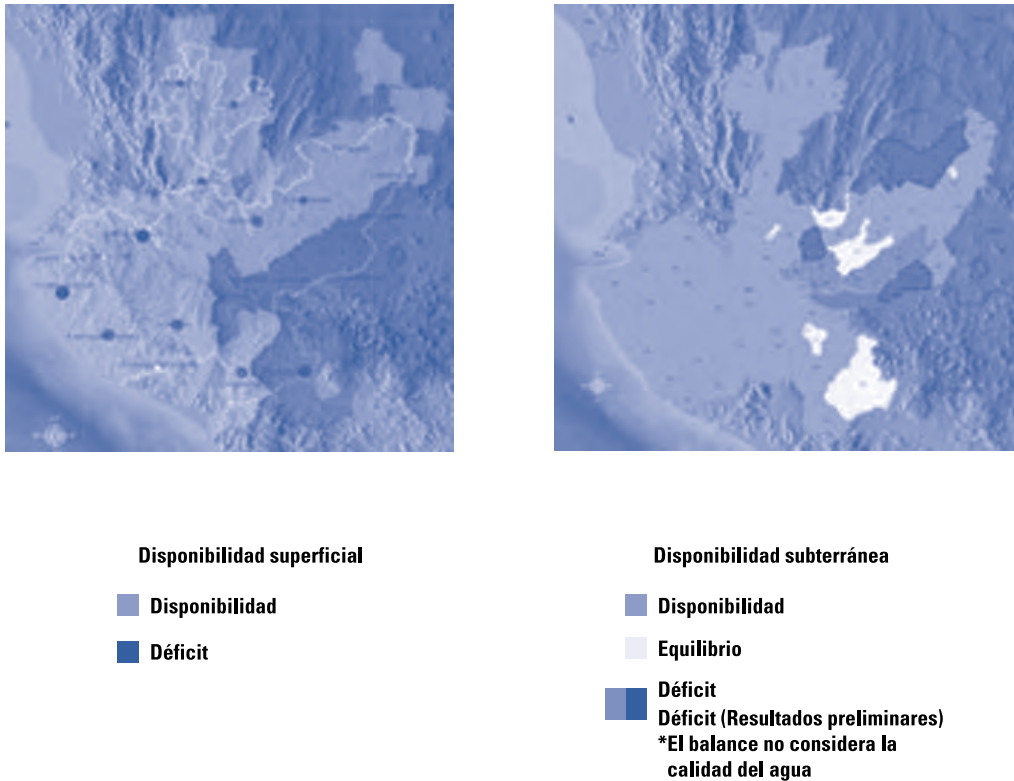 Disponibilidad superficial
Disponibilidad
Déficit
Disponibilidad subterránea
Disponibilidad
Equilibrio
Déficit
Déficit (Resultados preliminares)
*El balance no considera la
calidad del agua